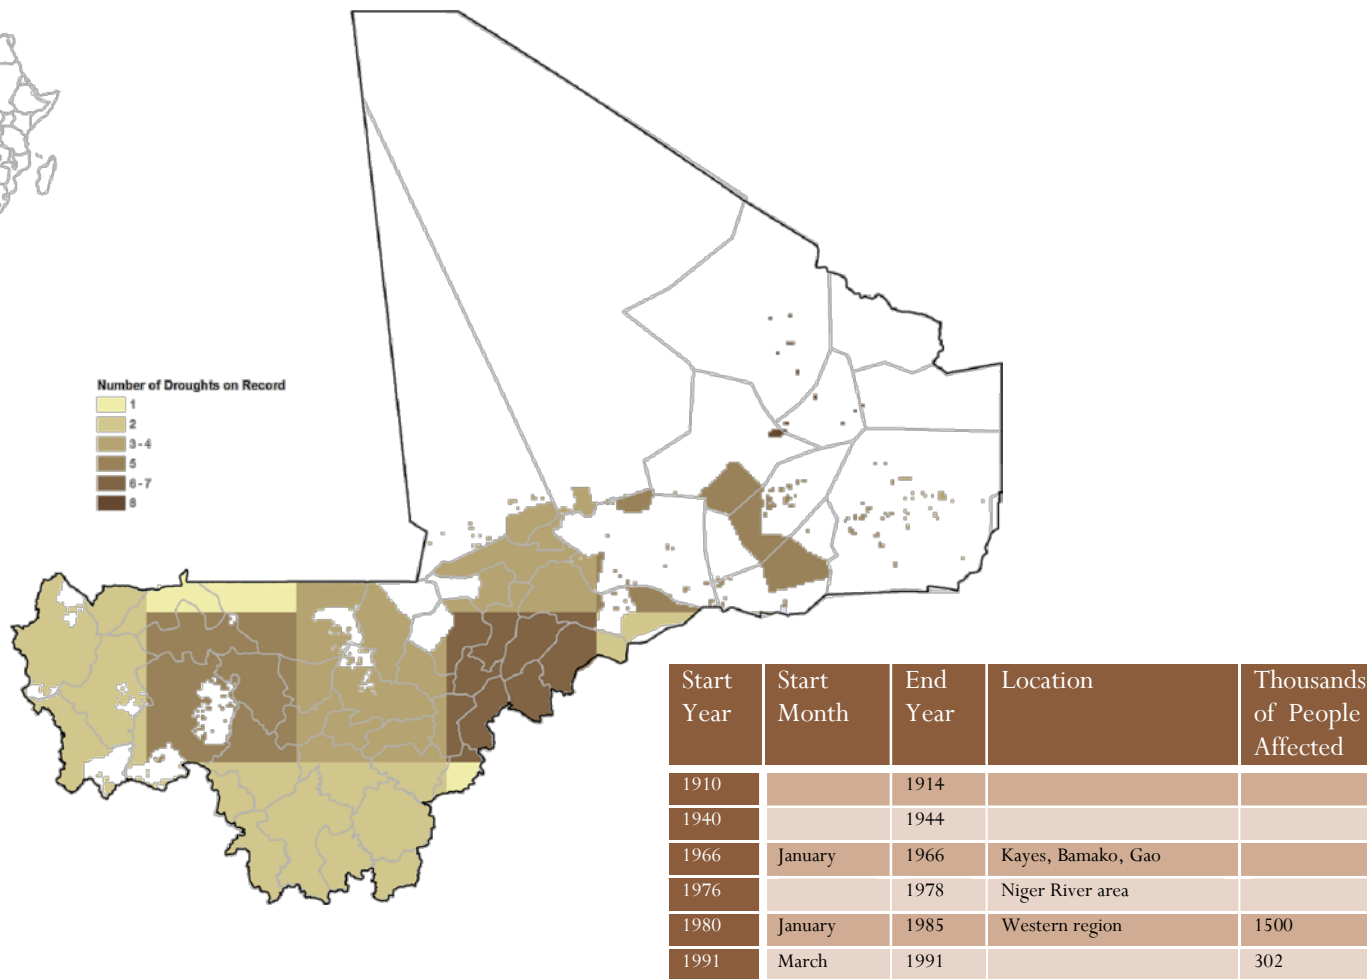 Number of Droughts on Record
1
2
3 - 4
5
6 - 7
8
Start Year
Start Month
End Year
Location
Thousands of People Affected
1910 1914
1940 1944
1966 January 1966 Kayes, Bamako, Gao
1976 1978 Niger River area
1980 January 1985 Western region 1500
1991 March 1991 302